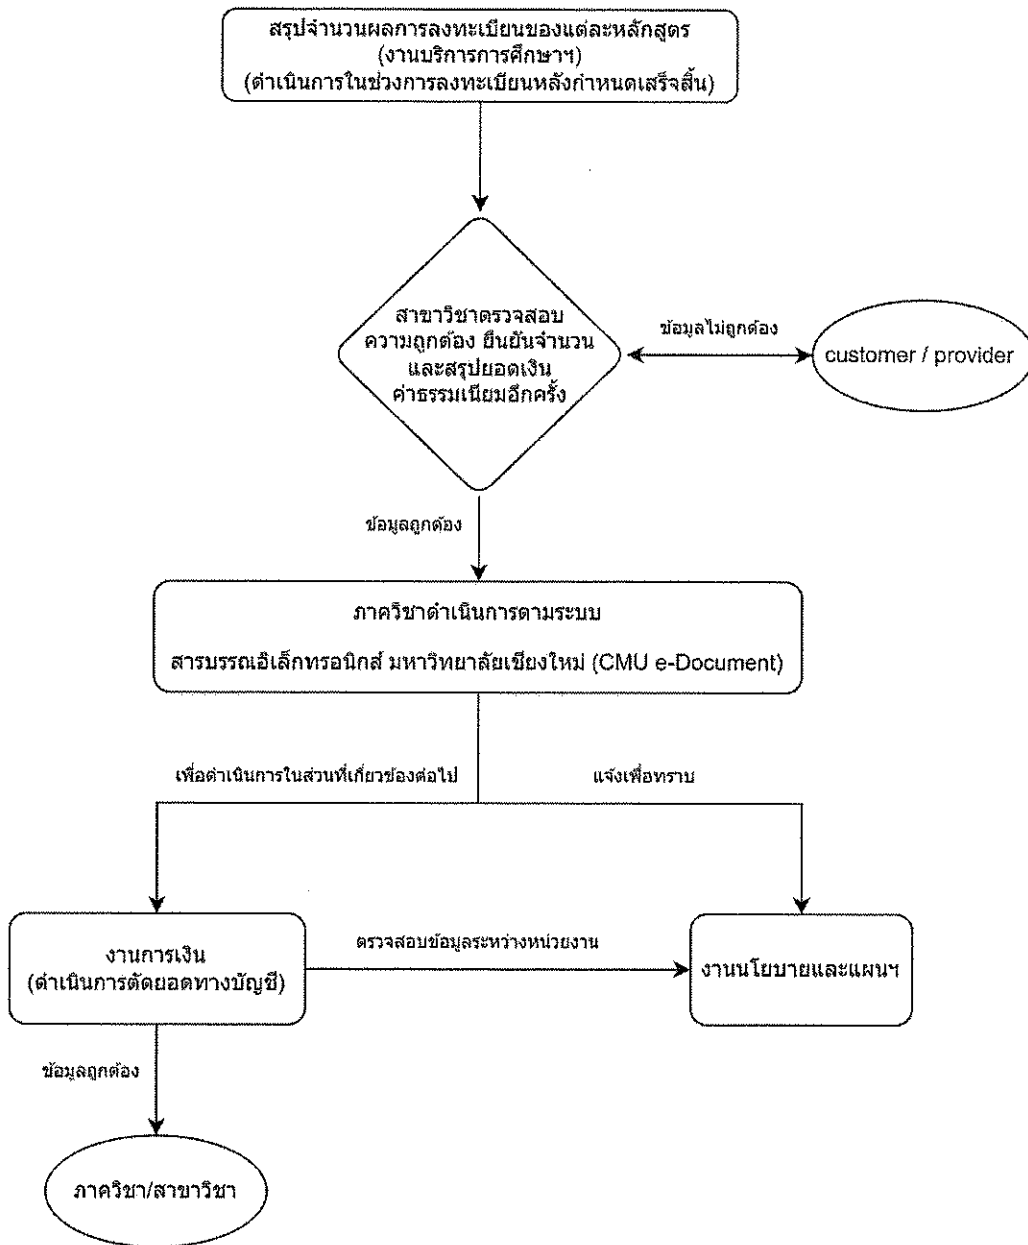 สรุปจำนวนผลการลงทะเบียนของแต่ละหลักสูตร
(งานบริการการศึกษาฯ)
(ดำเนินการในช่วงการลงทะเบียนหลังกำหนดเสร็จสิ้น)
สาขาวิชาตรวจสอบ
ความถูกต้อง ยืนยันจำนวน
และสรุปยอดเงิน
ค่าธรรมเนียมอีกครั้ง
ข้อมูลไม่ถูกต้อง
customer / provider
ข้อมูลถูกต้อง
ภาควิชาดำเนินการตามระบบ
สารบรรณอิเล็กทรอนิกส์ มหาวิทยาลัยเชียงใหม่ (CMU e-Document)
เพื่อดำเนินการในส่วนที่เกี่ยวข้องต่อไป
แจ้งเพื่อทราบ
งานการเงิน
(ดำเนินการตัดยอดทางบัญชี)
ตรวจสอบข้อมูลระหว่างหน่วยงาน
งานนโยบายและแผนฯ
ข้อมูลถูกต้อง
ภาควิชา/สาขาวิชา